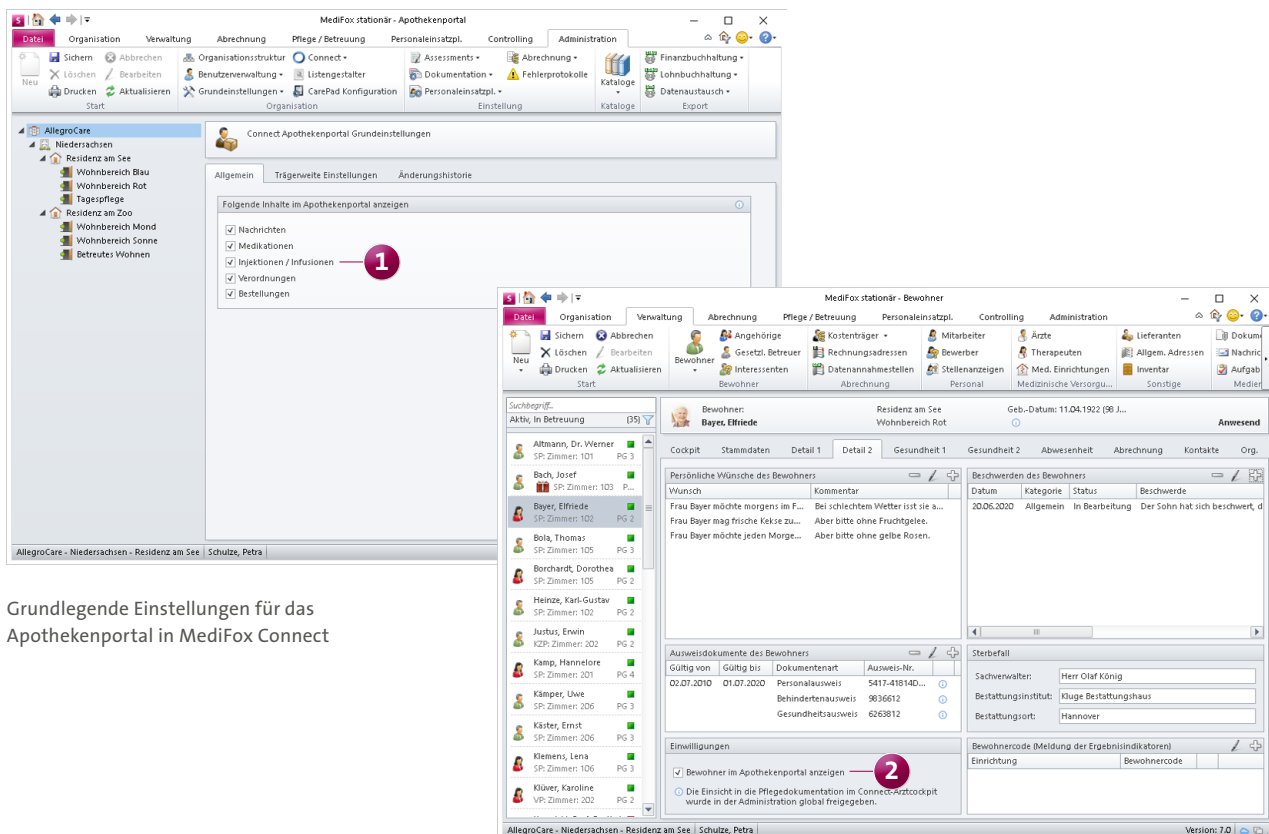 MediFox stationär - Apothekenportal
Datei Organisation Verwaltung Abrechnung Pflege / Betreuung Personaleinsatzpl. Controlling Administration
Neu
Sichern Abbrechen
Löschen Bearbeiten
Drucken Aktualisieren
Start
Organisationsstruktur Connect
Benutzerverwaltung Listengestalter
Grundeinstellungen CarePad Konfiguration
Organisation
Assessments Abrechnung
Dokumentation Fehlerprotokolle
Personaleinsatzpl.
Einstellung
Kataloge
Kataloge
Finanzbuchhaltung
Lohnbuchhaltung
Datenaustausch
Export
AllegroCare
Niedersachsen
Residenz am See
Wohnbereich Blau
Wohnbereich Rot
Tagespflege
Residenz am Zoo
Wohnbereich Mond
Wohnbereich Sonne
Betreutes Wohnen
Connect Apothekenportal Grundeinstellungen
Allgemein Trägerweite Einstellungen Änderungshistorie
Folgende Inhalte im Apothekenportal anzeigen
Nachrichten
Medikationen
Injektionen / Infusionen
1
Verordnungen
Bestellungen
AllegroCare - Niedersachsen - Residenz am See Schulze, Petra
Grundlegende Einstellungen für das
Apothekenportal in MediFox Connect
MediFox stationär - Bewohner
Datei Organisation Verwaltung Abrechnung Pflege / Betreuung Personaleinsatzpl. Controlling Administration
Neu
Sichern Abbrechen
Löschen Bearbeiten
Drucken Aktualisieren
Start
Bewohner
Angehörige
Gesetzl. Betreuer
Interessenten
Bewohner
Kostenträger
Rechnungsadressen
Datenannahmestellen
Abrechnung
Mitarbeiter
Bewerber
Stellenanzeigen
Personal
Ärzte
Therapeuten
Med. Einrichtungen
Medizinische Versorgu...
Lieferanten
Allgem. Adressen
Inventar
Sonstige
Dokume
Nachric
Aufgab
Medier
Suchbegriff...
Aktiv, In Betreuung (35)
Altmann, Dr. Werner
SP: Zimmer: 101 PG 3
Bach, Josef
SP: Zimmer: 103 P...
Bayer, Elfriede
SP: Zimmer: 102 PG 2
Bola, Thomas
SP: Zimmer: 105 PG 3
Borchardt, Dorothea
SP: Zimmer: 105 PG 2
Heinze, Karl-Gustav
SP: Zimmer: 102 PG 2
Justus, Erwin
KZP: Zimmer: 202 PG 2
Kamp, Hannelore
SP: Zimmer: 201 PG 4
Kämper, Uwe
SP: Zimmer: 206 PG 3
Käster, Ernst
SP: Zimmer: 206 PG 3
Klemens, Lena
SP: Zimmer: 106 PG 3
Klüver, Karoline
VP: Zimmer: 202 PG 2
Bewohner: Residenz am See Geb.-Datum: 11.04.1922 (98 J...
Bayer, Elfriede Wohnbereich Rot Anwesend
Cockpit Stammdaten Detail 1 Detail 2 Gesundheit 1 Gesundheit 2 Abwesenheit Abrechnung Kontakte Org.
Persönliche Wünsche des Bewohners
Wunsch Kommentar
Frau Bayer möchte morgens im F... Bei schlechtem Wetter isst sie a...
Frau Bayer mag frische Kekse zu... Aber bitte ohne Fruchtgelee.
Frau Bayer möchte jeden Morge... Aber bitte ohne gelbe Rosen.
Beschwerden des Bewohners
Datum Kategorie Status Beschwerde
20.06.2020 Allgemein In Bearbeitung Der Sohn hat sich beschwert, d
Ausweisdokumente des Bewohners
Gültig von Gültig bis Dokumentenart Ausweis-Nr.
02.07.2010 01.07.2020 Personalausweis 5417-41814D...
Behindertenausweis 9836612
Gesundheitsausweis 6263812
Sterbefall
Sachverwalter: Herr Olaf König
Bestattungsinstitut: Kluge Bestattungshaus
Bestattungsort: Hannover
Einwilligungen
Bewohner im Apothekenportal anzeigen
2
Die Einsicht in die Pflegedokumentation im Connect-Arztcockpit
wurde in der Administration global freigegeben.
Bewohnercode (Meldung der Ergebnisindikatoren)
Einrichtung Bewohnercode
AllegroCare - Niedersachsen - Residenz am See Schulze, Petra Version: 7.0